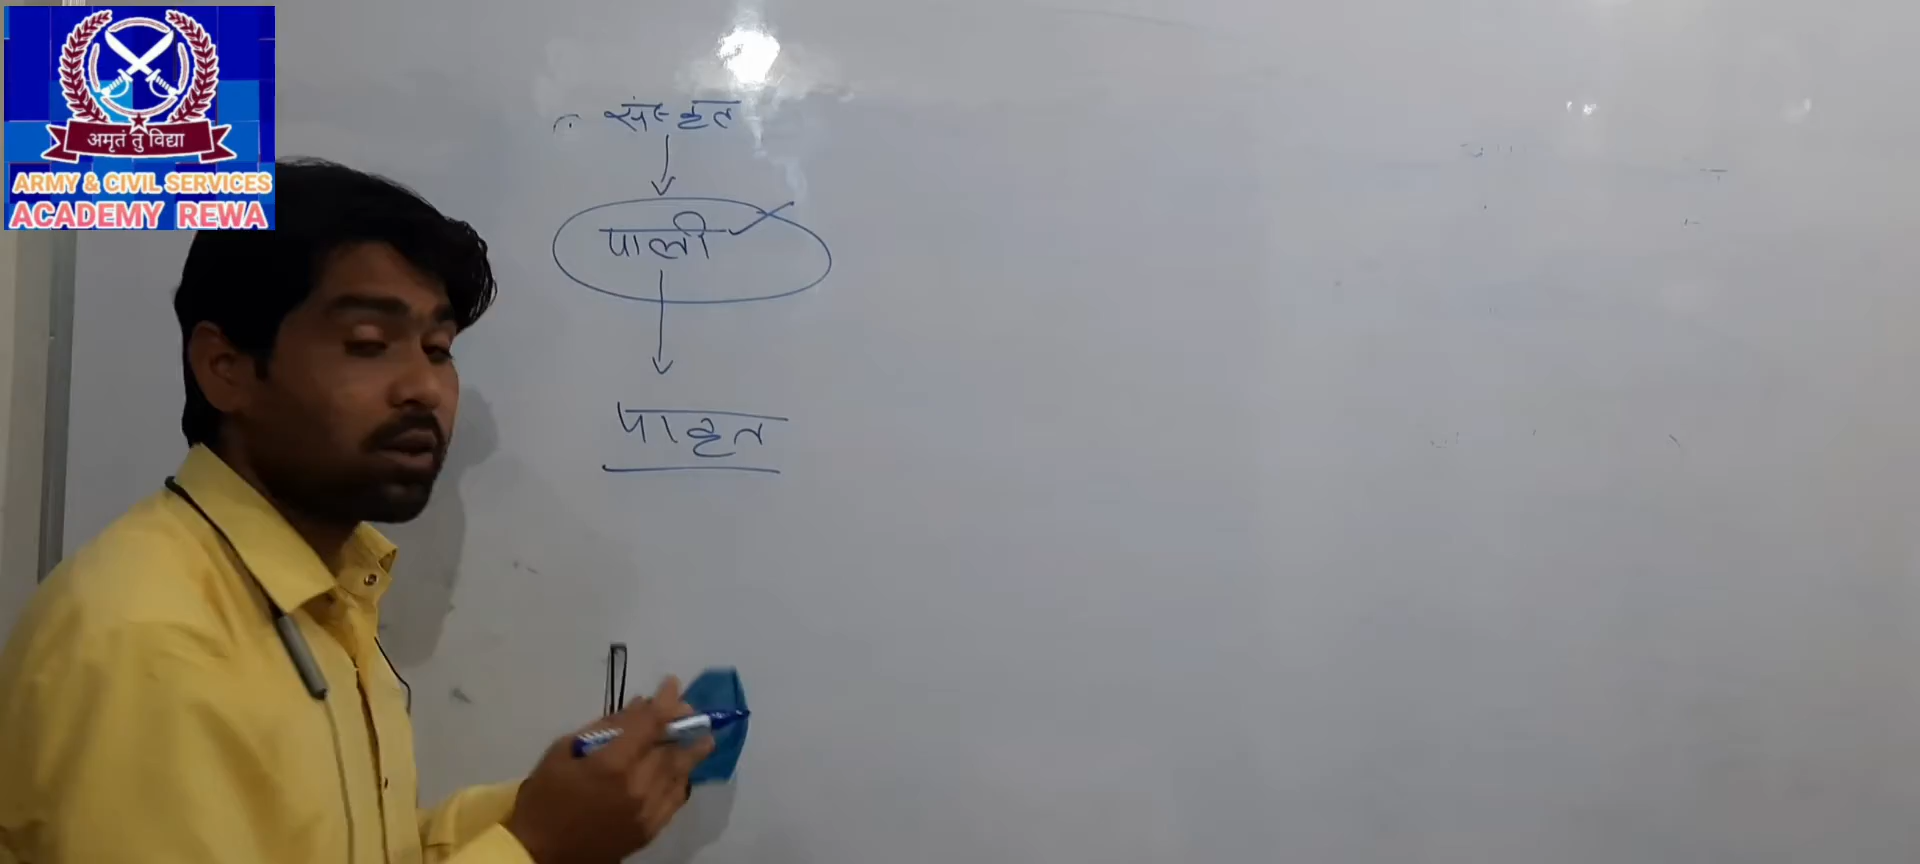 अमृतं तु विद्या
ARMY & CIVIL SERVICES
ACADEMY REWA
संस्कृत
पाली
पाकृत